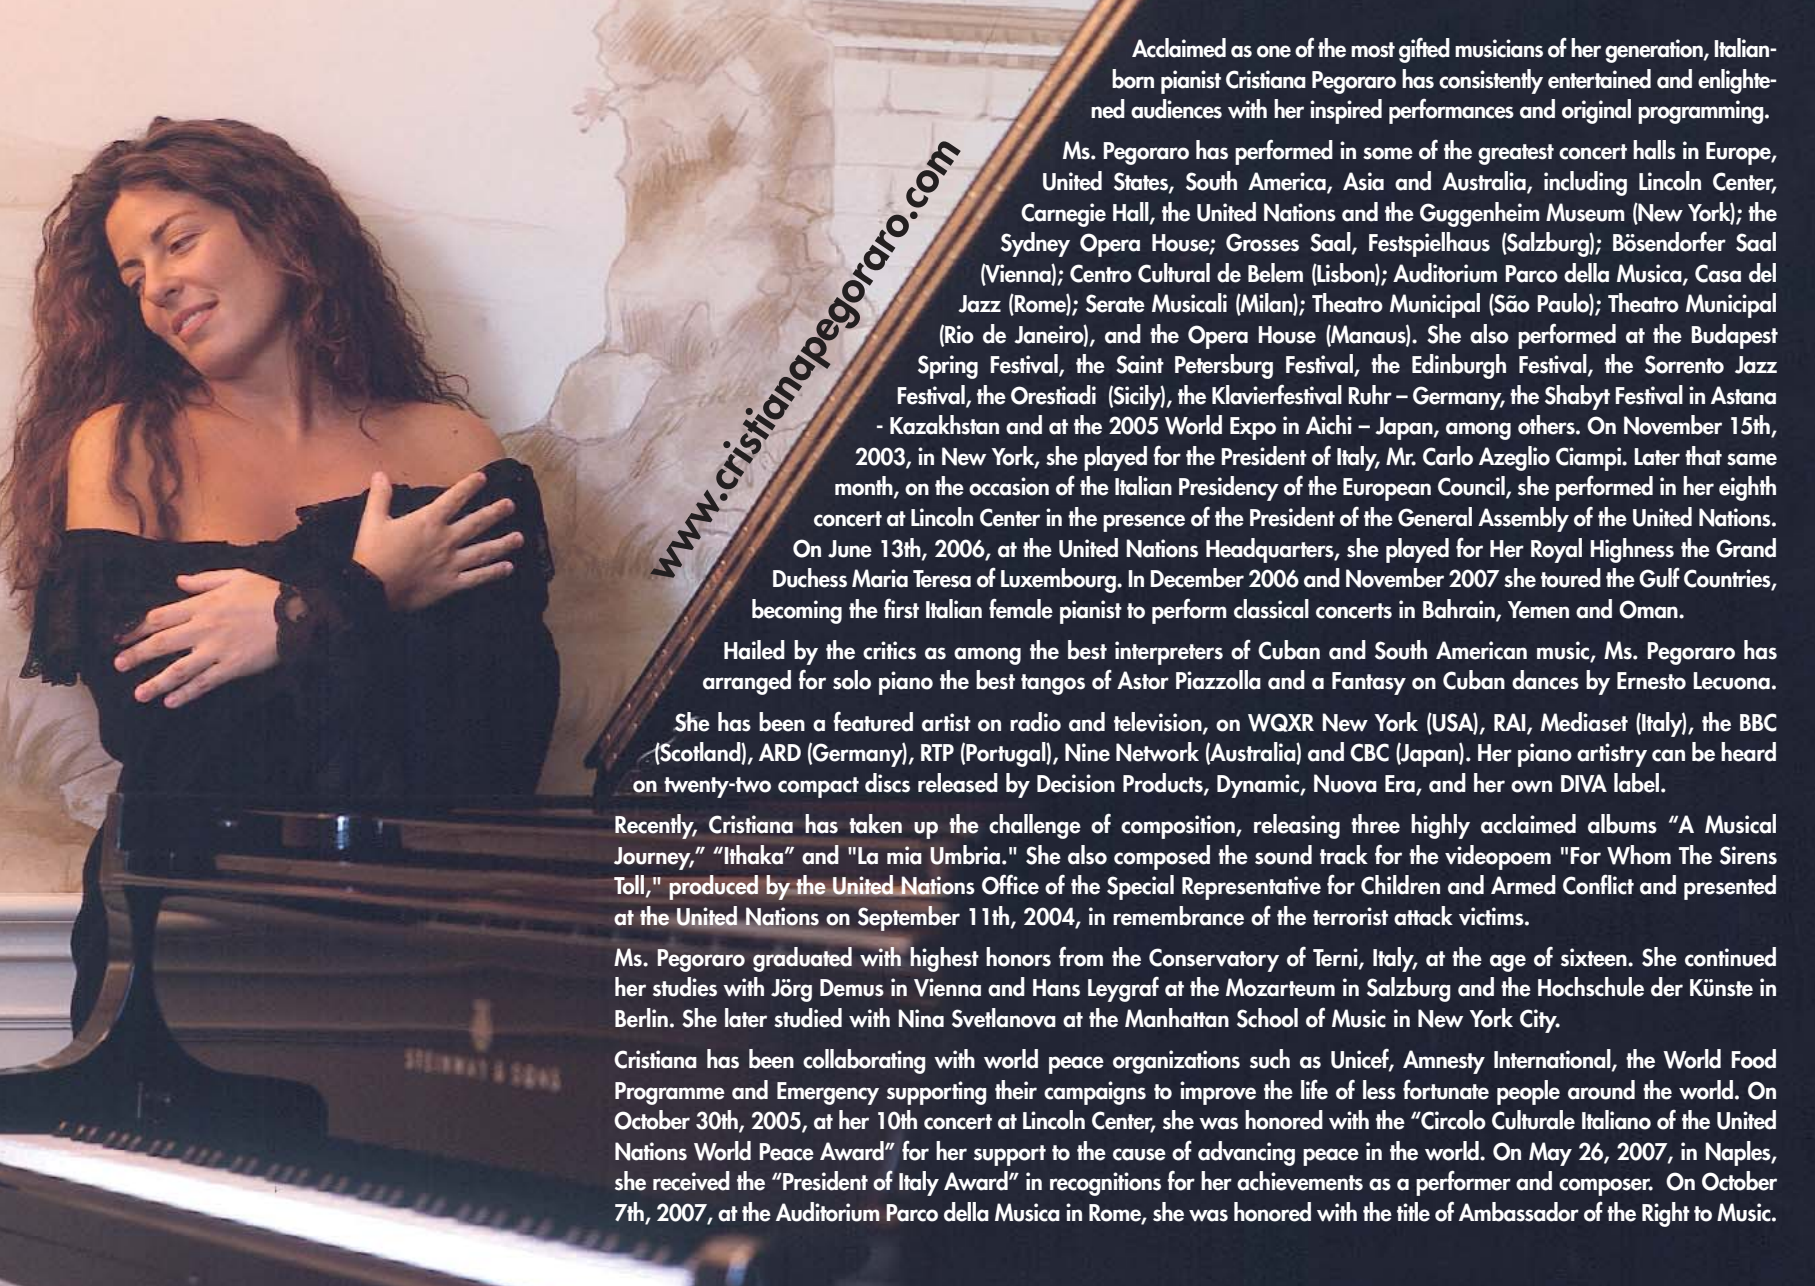 www.cristianapegoraro.com
Acclaimed as one of the most gifted musicians of her generation, Italian-
born pianist Cristiana Pegoraro has consistently entertained and enlighte-
ned audiences with her inspired performances and original programming.
Ms. Pegoraro has performed in some of the greatest concert halls in Europe,
United States, South America, Asia and Australia, including Lincoln Center,
Carnegie Hall, the United Nations and the Guggenheim Museum (New York); the
Sydney Opera House; Grosses Saal, Festspielhaus (Salzburg); Bösendorfer Saal
(Vienna); Centro Cultural de Belem (Lisbon); Auditorium Parco della Musica, Casa del
Jazz (Rome); Serate Musicali (Milan); Theatro Municipal (São Paulo); Theatro Municipal
(Rio de Janeiro), and the Opera House (Manaus). She also performed at the Budapest
Spring Festival, the Saint Petersburg Festival, the Edinburgh Festival, the Sorrento Jazz
Festival, the Orestiadi (Sicily), the Klavierfestival Ruhr – Germany, the Shabyt Festival in Astana
- Kazakhstan and at the 2005 World Expo in Aichi – Japan, among others. On November 15th,
2003, in New York, she played for the President of Italy, Mr. Carlo Azeglio Ciampi. Later that same
month, on the occasion of the Italian Presidency of the European Council, she performed in her eighth
concert at Lincoln Center in the presence of the President of the General Assembly of the United Nations.
On June 13th, 2006, at the United Nations Headquarters, she played for Her Royal Highness the Grand
Duchess Maria Teresa of Luxembourg. In December 2006 and November 2007 she toured the Gulf Countries,
becoming the first Italian female pianist to perform classical concerts in Bahrain, Yemen and Oman.
Hailed by the critics as among the best interpreters of Cuban and South American music, Ms. Pegoraro has
arranged for solo piano the best tangos of Astor Piazzolla and a Fantasy on Cuban dances by Ernesto Lecuona.
She has been a featured artist on radio and television, on WQXR New York (USA), RAI, Mediaset (Italy), the BBC
(Scotland), ARD (Germany), RTP (Portugal), Nine Network (Australia) and CBC (Japan). Her piano artistry can be heard
on twenty-two compact discs released by Decision Products, Dynamic, Nuova Era, and her own DIVA label.
Recently, Cristiana has taken up the challenge of composition, releasing three highly acclaimed albums “A Musical
Journey,” “Ithaka” and "La mia Umbria." She also composed the sound track for the videopoem "For Whom The Sirens
Toll," produced by the United Nations Office of the Special Representative for Children and Armed Conflict and presented
at the United Nations on September 11th, 2004, in remembrance of the terrorist attack victims.
Ms. Pegoraro graduated with highest honors from the Conservatory of Terni, Italy, at the age of sixteen. She continued
her studies with Jörg Demus in Vienna and Hans Leygraf at the Mozarteum in Salzburg and the Hochschule der Künste in
Berlin. She later studied with Nina Svetlanova at the Manhattan School of Music in New York City.
Cristiana has been collaborating with world peace organizations such as Unicef, Amnesty International, the World Food
Programme and Emergency supporting their campaigns to improve the life of less fortunate people around the world. On
October 30th, 2005, at her 10th concert at Lincoln Center, she was honored with the “Circolo Culturale Italiano of the United
Nations World Peace Award” for her support to the cause of advancing peace in the world. On May 26, 2007, in Naples,
she received the “President of Italy Award” in recognitions for her achievements as a performer and composer. On October
7th, 2007, at the Auditorium Parco della Musica in Rome, she was honored with the title of Ambassador of the Right to Music.
STEINWAY & SONS